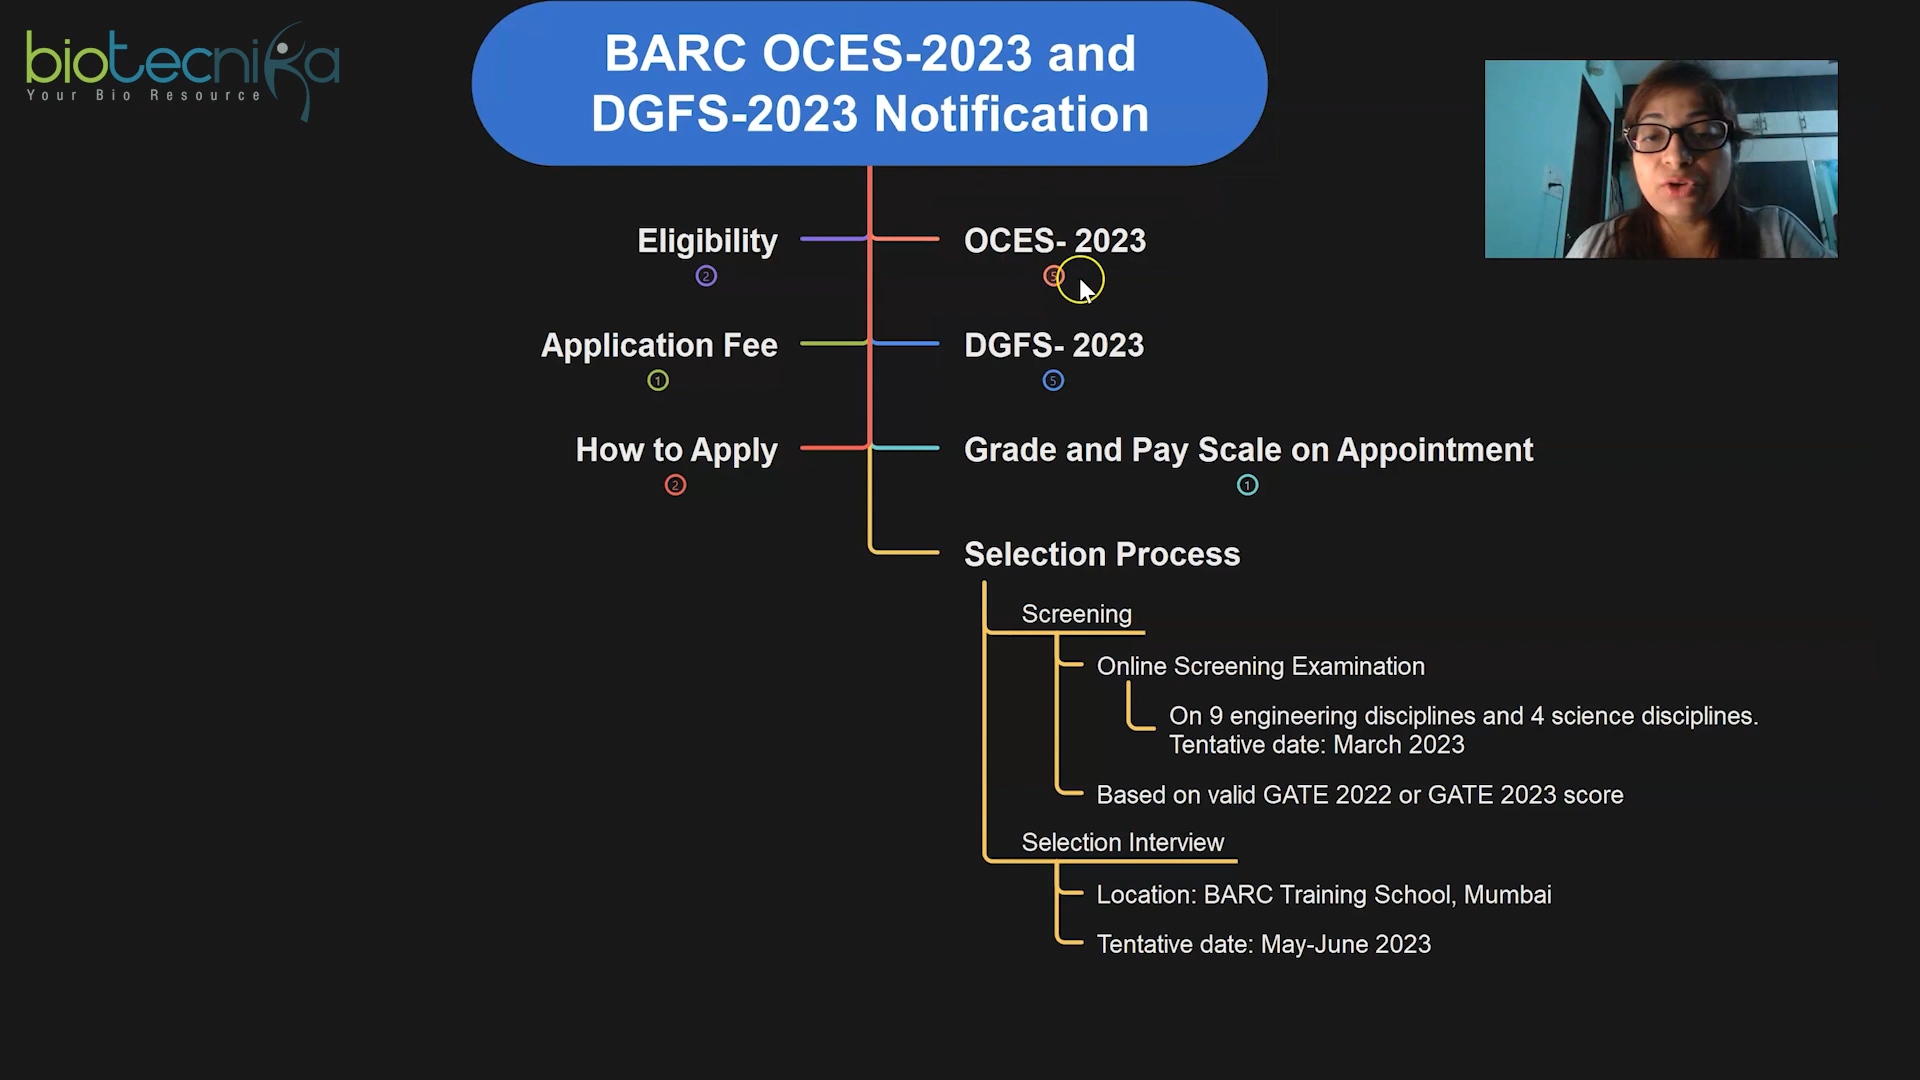 biotecnika
Your Bio Resource
BARC OCES-2023 and
DGFS-2023 Notification
Eligibility
2
Application Fee
1
How to Apply
2
OCES- 2023
5
DGFS- 2023
5
Grade and Pay Scale on Appointment
1
Selection Process
Screening
Online Screening Examination
On 9 engineering disciplines and 4 science disciplines.
Tentative date: March 2023
Based on valid GATE 2022 or GATE 2023 score
Selection Interview
Location: BARC Training School, Mumbai
Tentative date: May-June 2023